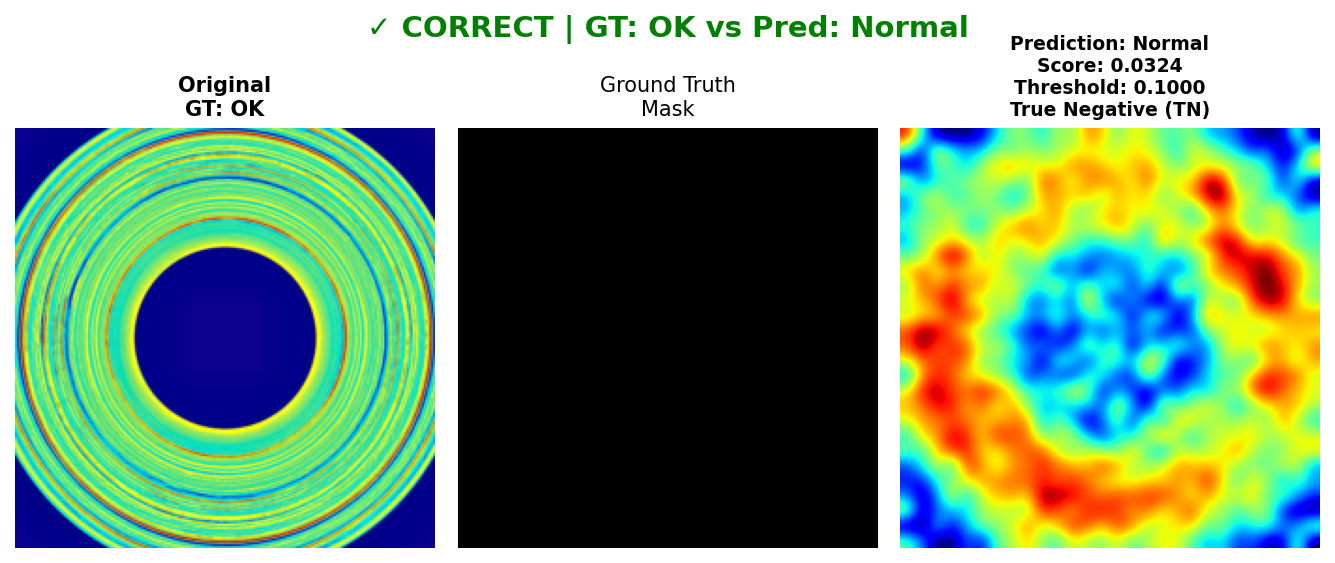 ✓ CORRECT | GT: OK vs Pred: Normal
Original
GT: OK
Ground Truth
Mask
Prediction: Normal
Score: 0.0324
Threshold: 0.1000
True Negative (TN)